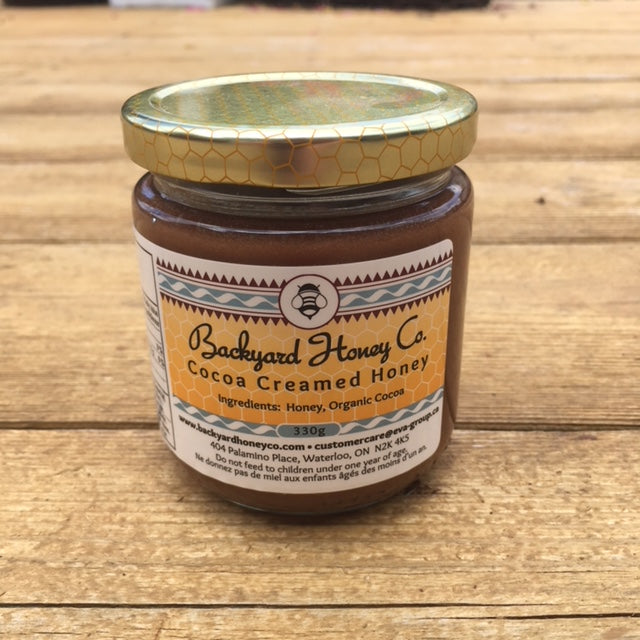 Backyard Honey Co.
Cocoa Creamed Honey
Ingredients: Honey, Organic Cocoa
330g
www.backyardhoneyco.com • customercare@eva-group.ca
404 Palamino Place, Waterloo, ON N2K 4K5
Do not feed to children under one year of age.
Ne donnez pas de miel aux enfants âgés des moins d'un an.